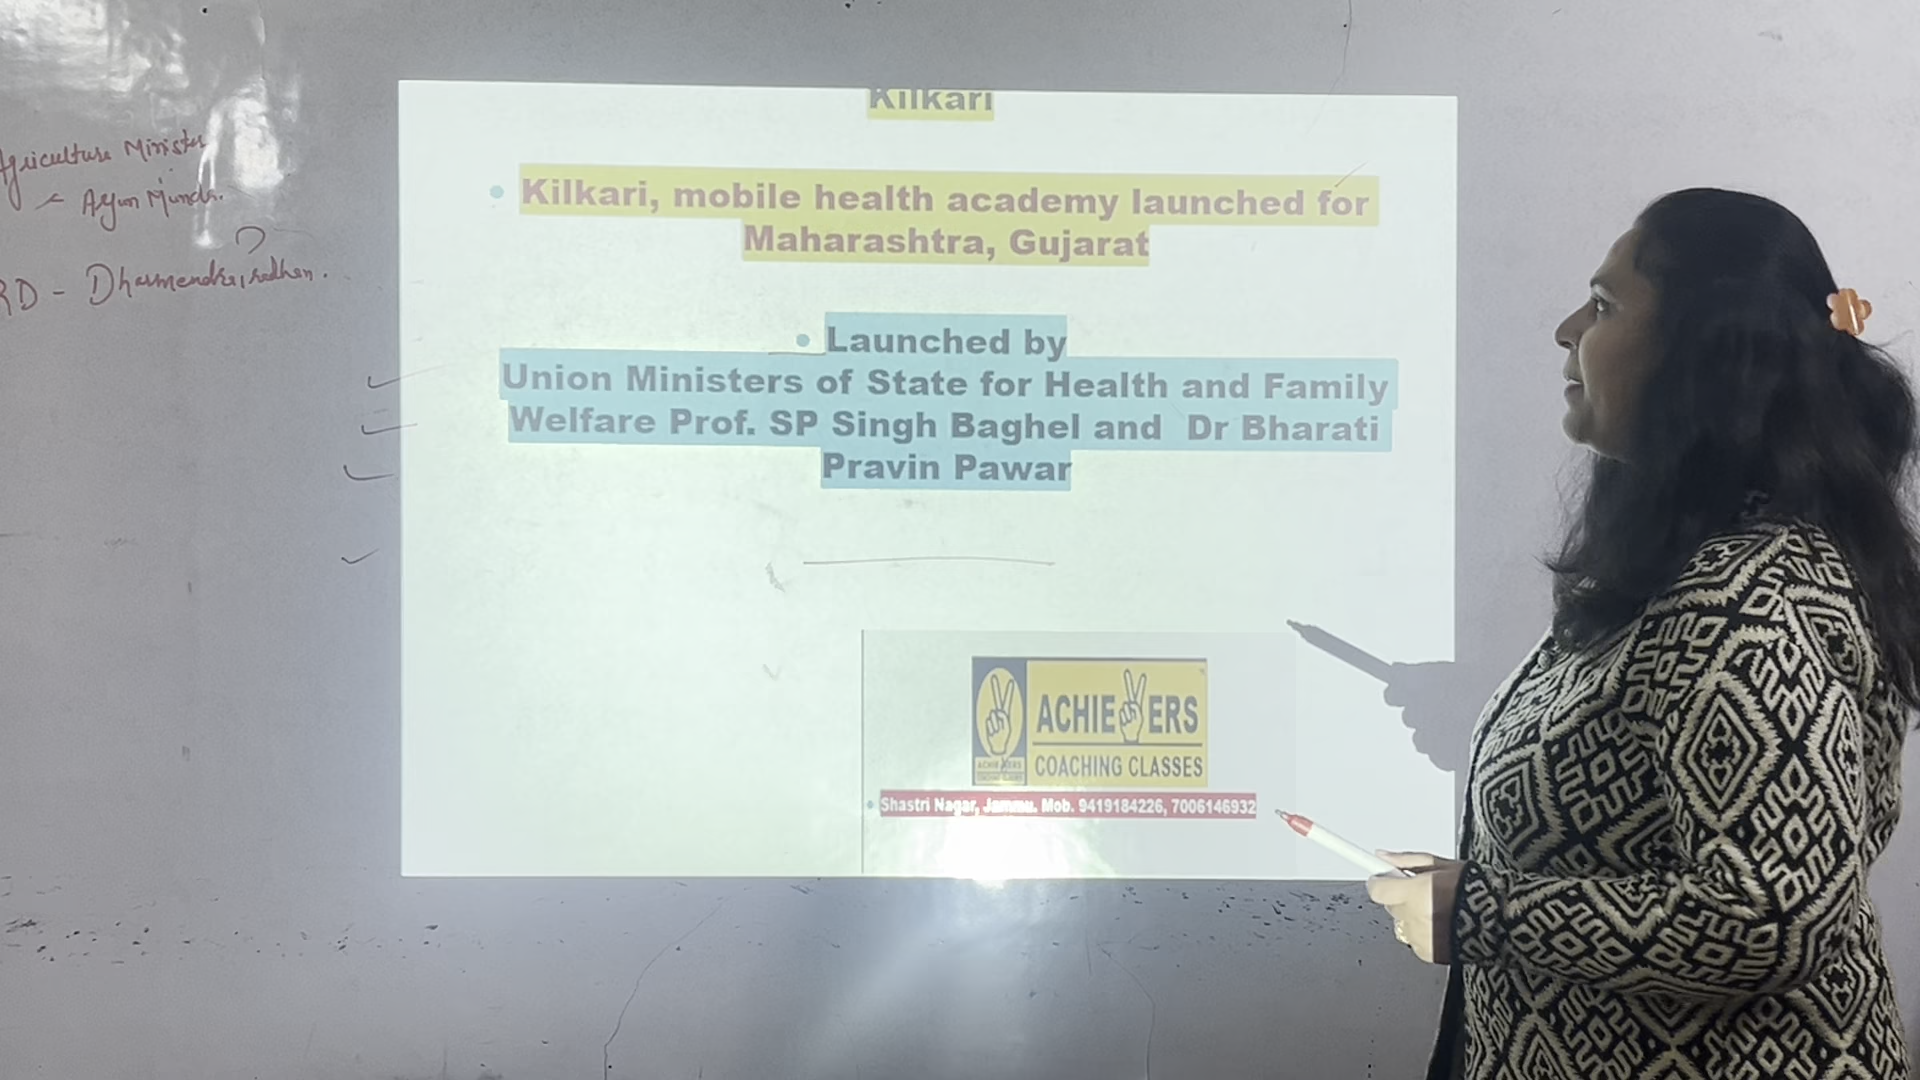 Agriculture Minister
Arjun Munda.
RD - Dharmendra Pradhan.
Kilkari
• Kilkari, mobile health academy launched for
Maharashtra, Gujarat
• Launched by
Union Ministers of State for Health and Family
Welfare Prof. SP Singh Baghel and Dr Bharati
Pravin Pawar
ACHIEVERS
COACHING CLASSES
• Shastri Nagar, Jammu. Mob. 9419184226, 7006146932